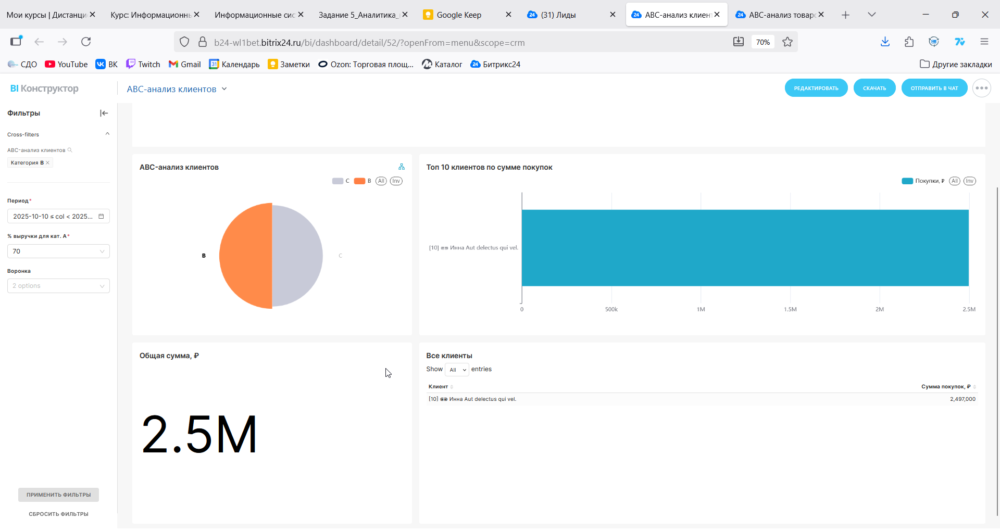 Мои курсы | Дистанци
Курс: Информационны
Информационные сис
Задание 5_Аналитика_
Google Keep
(31) Лиды
ABC-анализ клиент
ABC-анализ товаро
b24-wl1bet.bitrix24.ru/bi/dashboard/detail/52/?openFrom=menu&scope=crm
70%
СДО
YouTube
ВК
Twitch
Gmail
Календарь
Заметки
Ozon: Торговая площ...
Каталог
Битрикс24
Другие закладки
BI Конструктор
ABC-анализ клиентов
РЕДАКТИРОВАТЬ
СКАЧАТЬ
ОТПРАВИТЬ В ЧАТ
Фильтры
Cross-filters
ABC-анализ клиентов
Категория B
Период*
2025-10-10 ≤ col < 2025...
% выручки для кат. A*
70
Воронка
2 options
ПРИМЕНИТЬ ФИЛЬТРЫ
СБРОСИТЬ ФИЛЬТРЫ
ABC-анализ клиентов
C
B
All
Inv
B
C
Топ 10 клиентов по сумме покупок
Покупки, ₽
All
Inv
[10] Инна Aut delectus qui vel.
0
500k
1M
1.5M
2M
2.5M
Общая сумма, ₽
2.5M
Все клиенты
Show All entries
Клиент
Сумма покупок, ₽
[10] Инна Aut delectus qui vel.
2,497,000